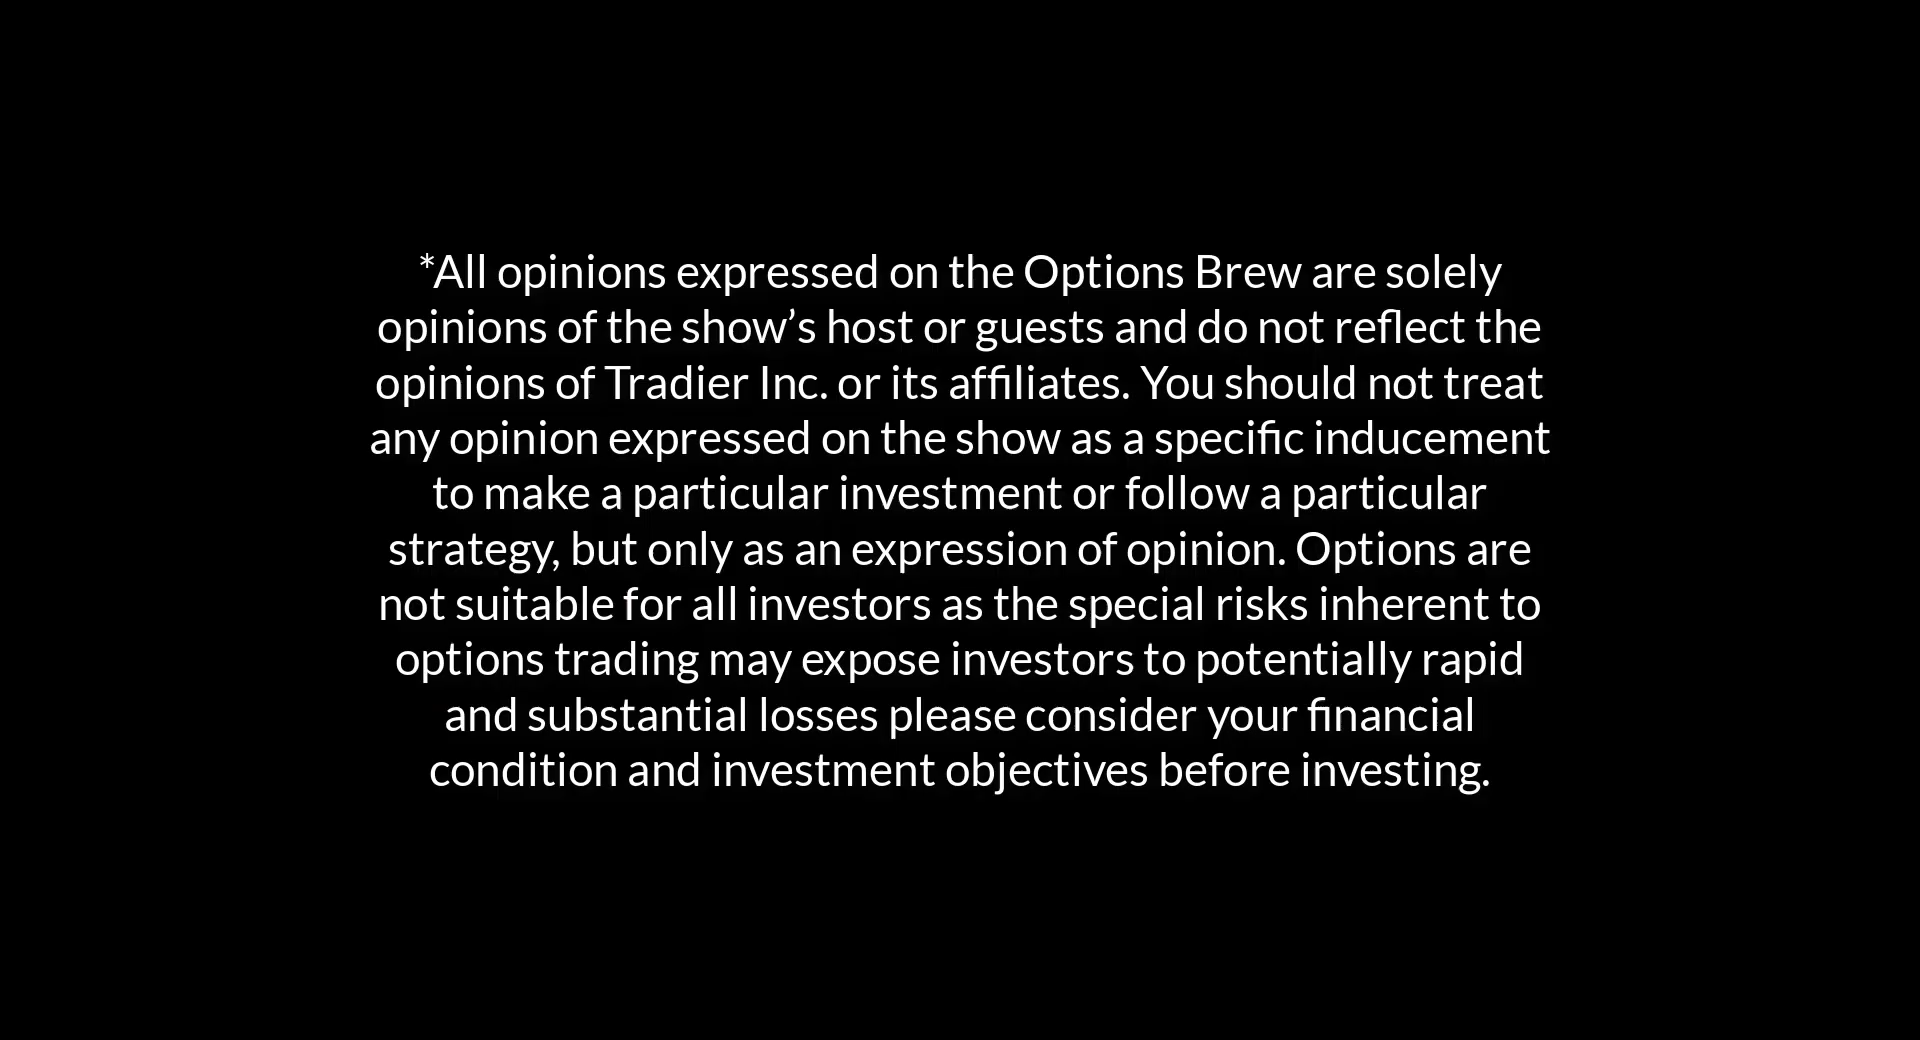 *All opinions expressed on the Options Brew are solely
opinions of the show’s host or guests and do not reflect the
opinions of Tradier Inc. or its affiliates. You should not treat
any opinion expressed on the show as a specific inducement
to make a particular investment or follow a particular
strategy, but only as an expression of opinion. Options are
not suitable for all investors as the special risks inherent to
options trading may expose investors to potentially rapid
and substantial losses please consider your financial
condition and investment objectives before investing.